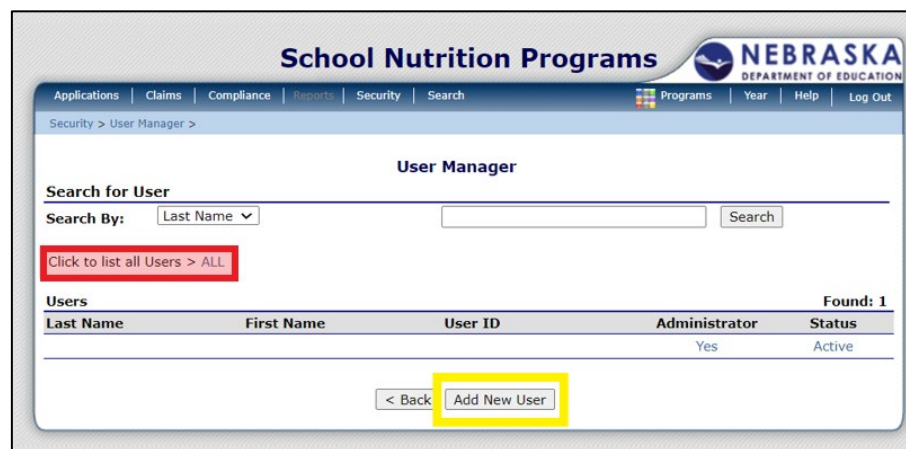 School Nutrition Programs
NEBRASKA
DEPARTMENT OF EDUCATION
Applications | Claims | Compliance | Reports | Security | Search Programs | Year | Help | Log Out
Security > User Manager >
User Manager
Search for User
Search By: Last Name Search
Click to list all Users > ALL
Users Found: 1
Last Name First Name User ID Administrator Status
Yes Active
< Back Add New User